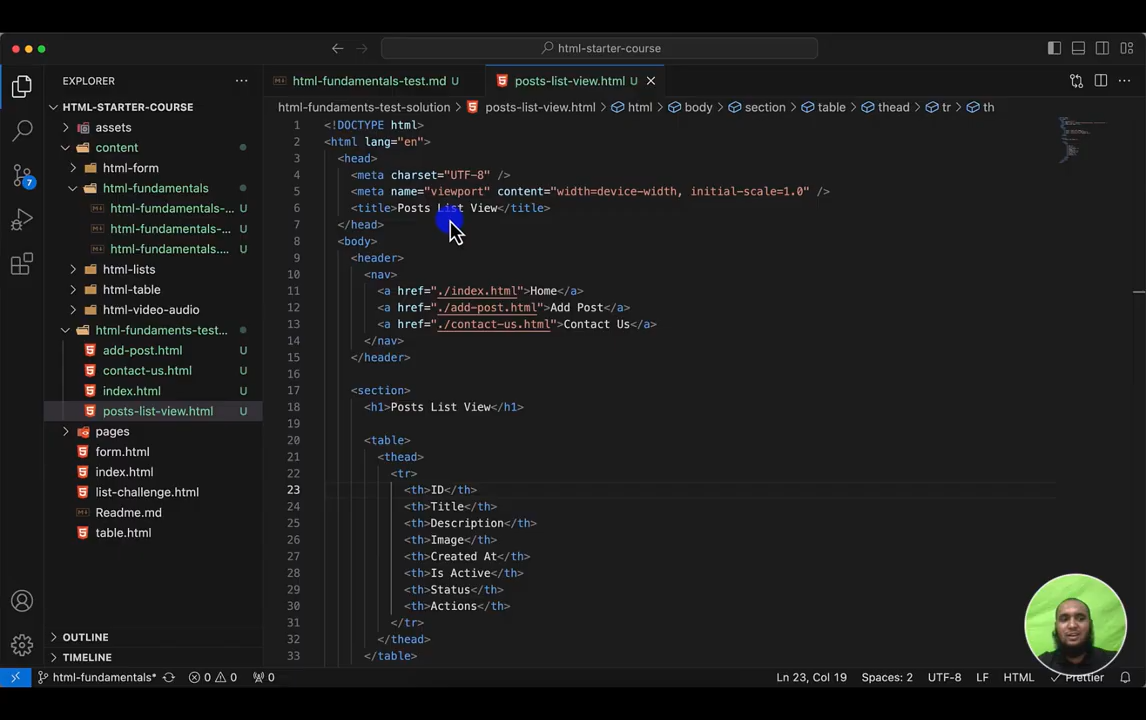 html-starter-course
EXPLORER
HTML-STARTER-COURSE
assets
content
html-form
html-fundamentals
html-fumdamentals-...
html-fundamentals-...
html-fundamentals....
html-lists
html-table
html-video-audio
html-fundaments-test...
add-post.html U
contact-us.html U
index.html U
posts-list-view.html U
pages
form.html
index.html
list-challenge.html
Readme.md
table.html
OUTLINE
TIMELINE
7
html-fundamentals-test.md U
posts-list-view.html U
html-fundaments-test-solution > posts-list-view.html > html > body > section > table > thead > tr > th
1 <!DOCTYPE html>
2 <html lang="en">
3 <head>
4 <meta charset="UTF-8" />
5 <meta name="viewport" content="width=device-width, initial-scale=1.0" />
6 <title>Posts List View</title>
7 </head>
8 <body>
9 <header>
10 <nav>
11 <a href="./index.html">Home</a>
12 <a href="./add-post.html">Add Post</a>
13 <a href="./contact-us.html">Contact Us</a>
14 </nav>
15 </header>
16
17 <section>
18 <h1>Posts List View</h1>
19
20 <table>
21 <thead>
22 <tr>
23 <th>ID</th>
24 <th>Title</th>
25 <th>Description</th>
26 <th>Image</th>
27 <th>Created At</th>
28 <th>Is Active</th>
29 <th>Status</th>
30 <th>Actions</th>
31 </tr>
32 </thead>
33 </table>
html-fundamentals* 0 0 0 Ln 23, Col 19 Spaces: 2 UTF-8 LF HTML Prettier